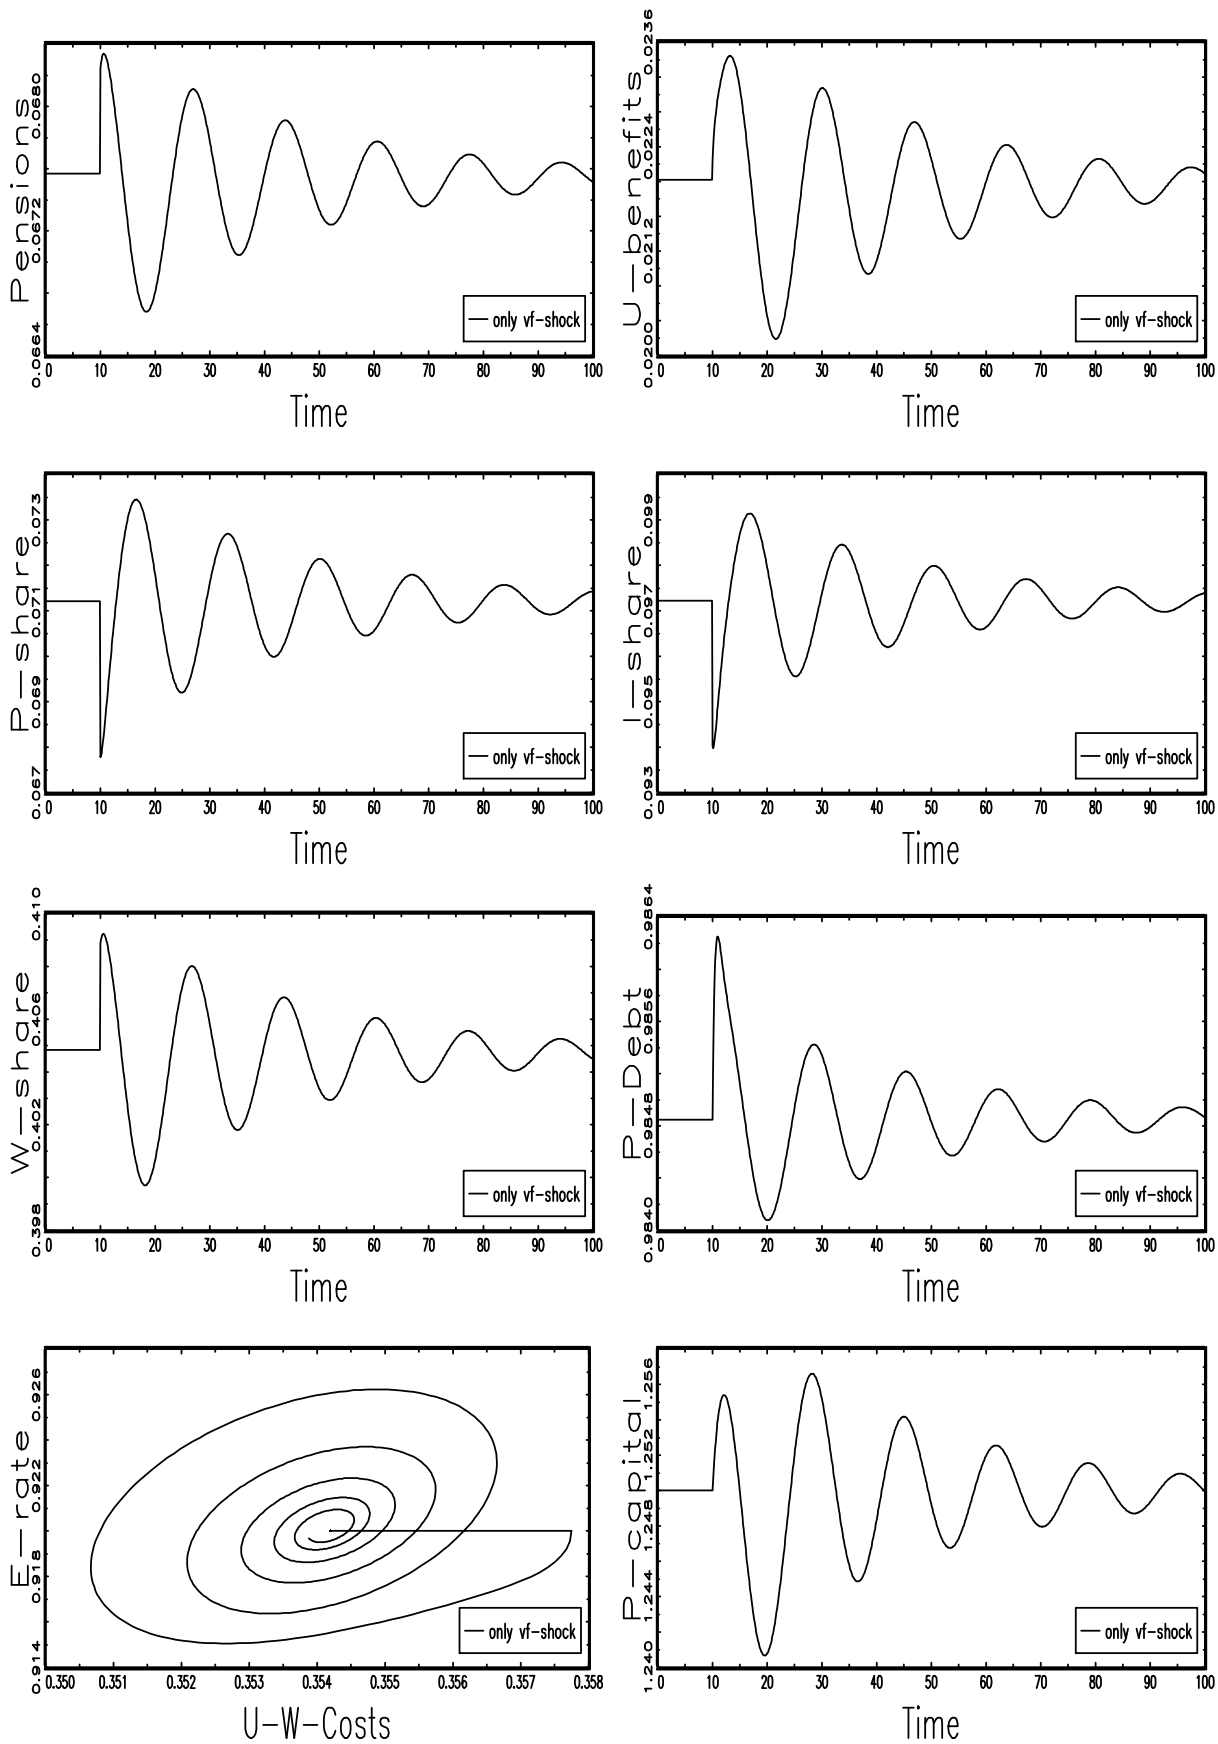 Pensions
0.0664 0.0672 0.0680
only vf-shock
0 10 20 30 40 50 60 70 80 90 100
Time
U-benefits
0.0200 0.0212 0.0224 0.0236
only vf-shock
0 10 20 30 40 50 60 70 80 90 100
Time
P-share
0.067 0.069 0.071 0.073
only vf-shock
0 10 20 30 40 50 60 70 80 90 100
Time
I-share
0.093 0.095 0.097 0.099
only vf-shock
0 10 20 30 40 50 60 70 80 90 100
Time
W-share
0.398 0.402 0.406 0.410
only vf-shock
0 10 20 30 40 50 60 70 80 90 100
Time
P-Debt
0.9840 0.9848 0.9856 0.9864
only vf-shock
0 10 20 30 40 50 60 70 80 90 100
Time
E-rate
0.914 0.918 0.922 0.926
only vf-shock
0.350 0.351 0.352 0.353 0.354 0.355 0.356 0.357 0.358
U-W-Costs
P-capital
1.240 1.244 1.248 1.252 1.256
only vf-shock
0 10 20 30 40 50 60 70 80 90 100
Time